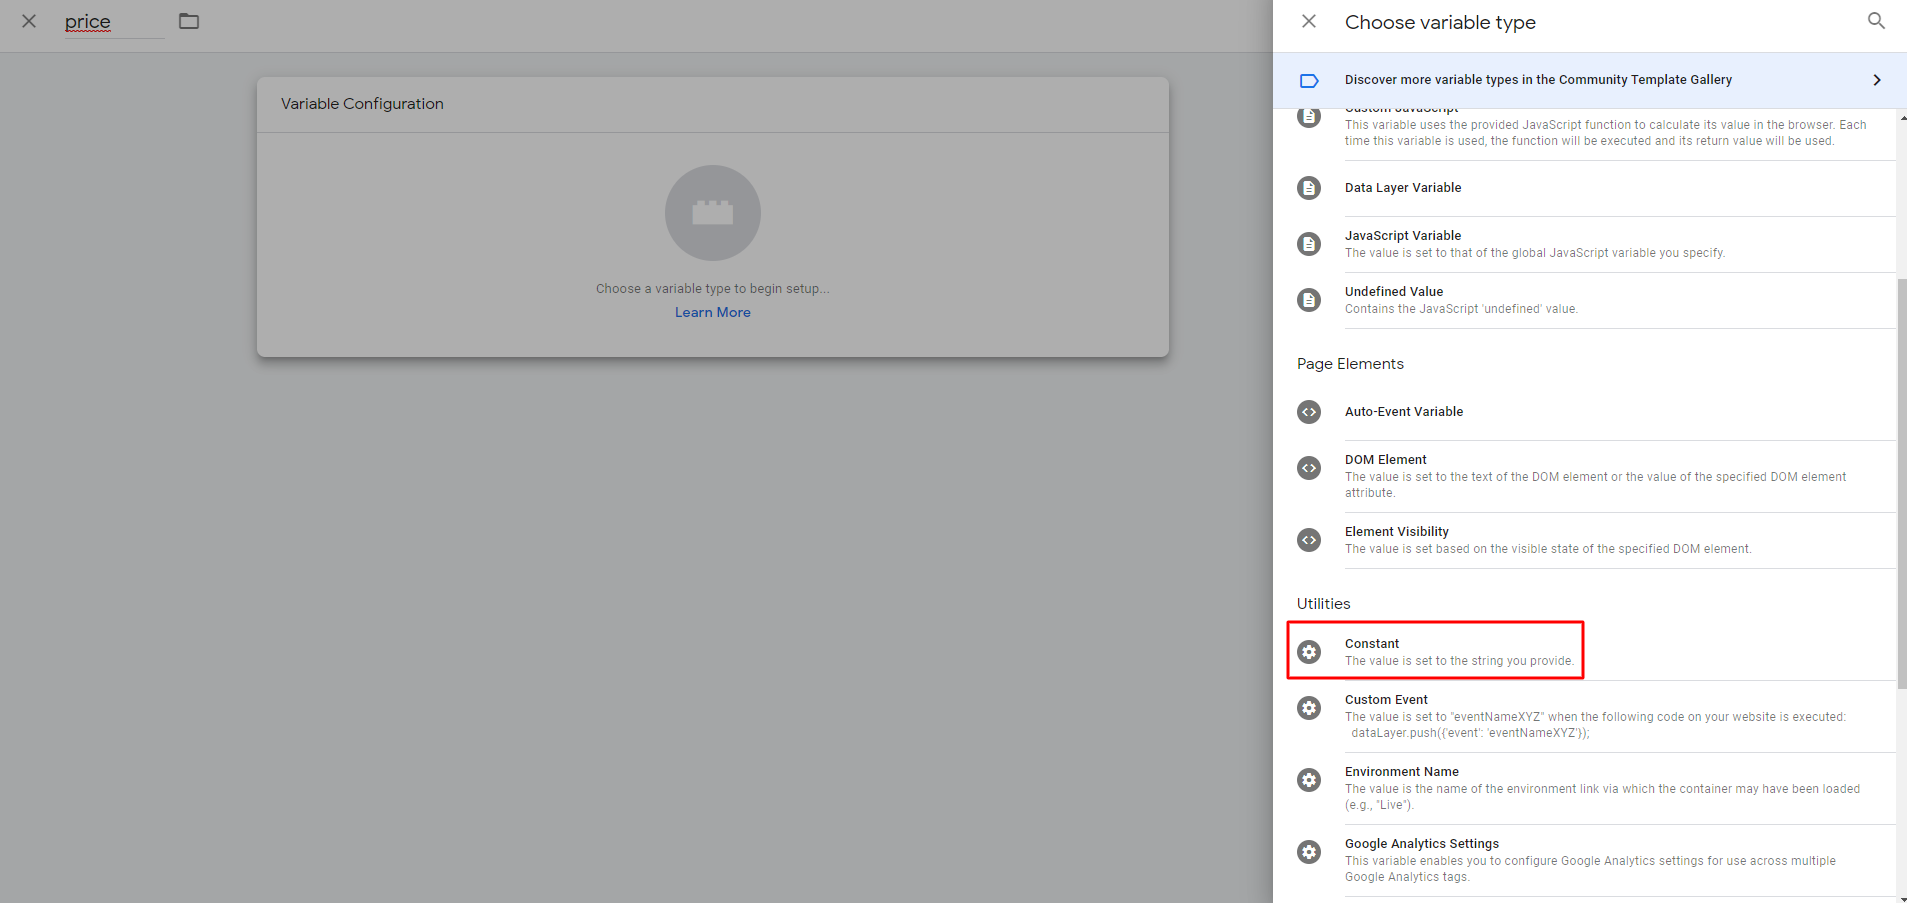 price
Choose variable type
Discover more variable types in the Community Template Gallery
Variable Configuration
Choose a variable type to begin setup...
Learn More
Custom JavaScript
This variable uses the provided JavaScript function to calculate its value in the browser. Each
time this variable is used, the function will be executed and its return value will be used.
Data Layer Variable
JavaScript Variable
The value is set to that of the global JavaScript variable you specify.
Undefined Value
Contains the JavaScript 'undefined' value.
Page Elements
Auto-Event Variable
DOM Element
The value is set to the text of the DOM element or the value of the specified DOM element
attribute.
Element Visibility
The value is set based on the visible state of the specified DOM element.
Utilities
Constant
The value is set to the string you provide.
Custom Event
The value is set to "eventNameXYZ" when the following code on your website is executed:
dataLayer.push({'event': 'eventNameXYZ'});
Environment Name
The value is the name of the environment link via which the container may have been loaded
(e.g., "Live").
Google Analytics Settings
This variable enables you to configure Google Analytics settings for use across multiple
Google Analytics tags.